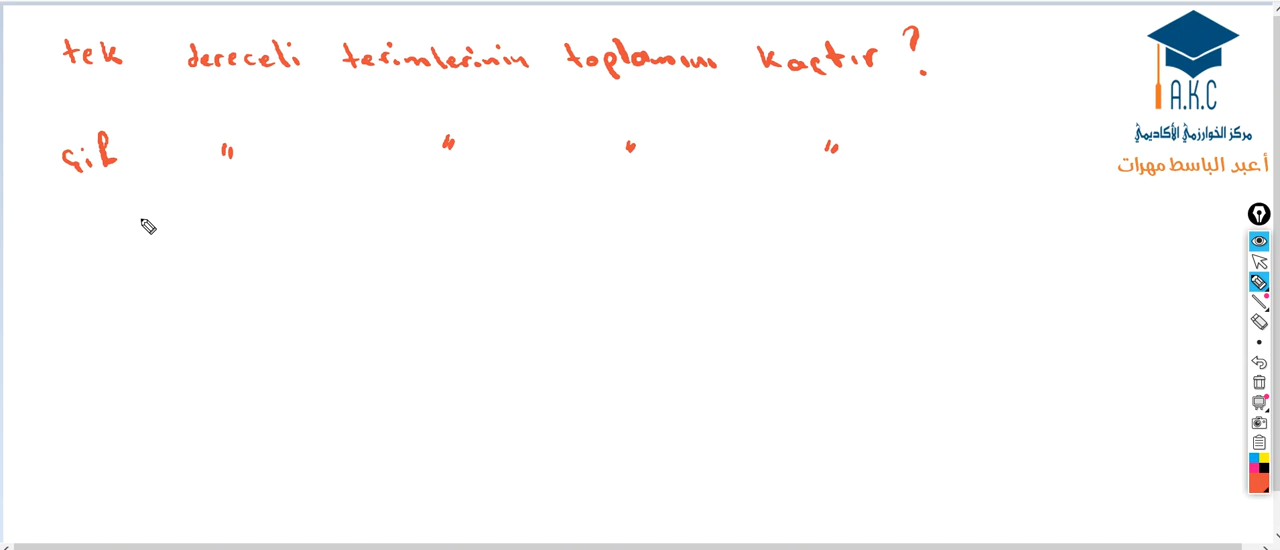 tek dereceli terimlerinin toplamını kaçtır ?
çift " " " "
A.K.C
مركز الخوارزمي الأكاديمي
أ عبد الباسط مهرات